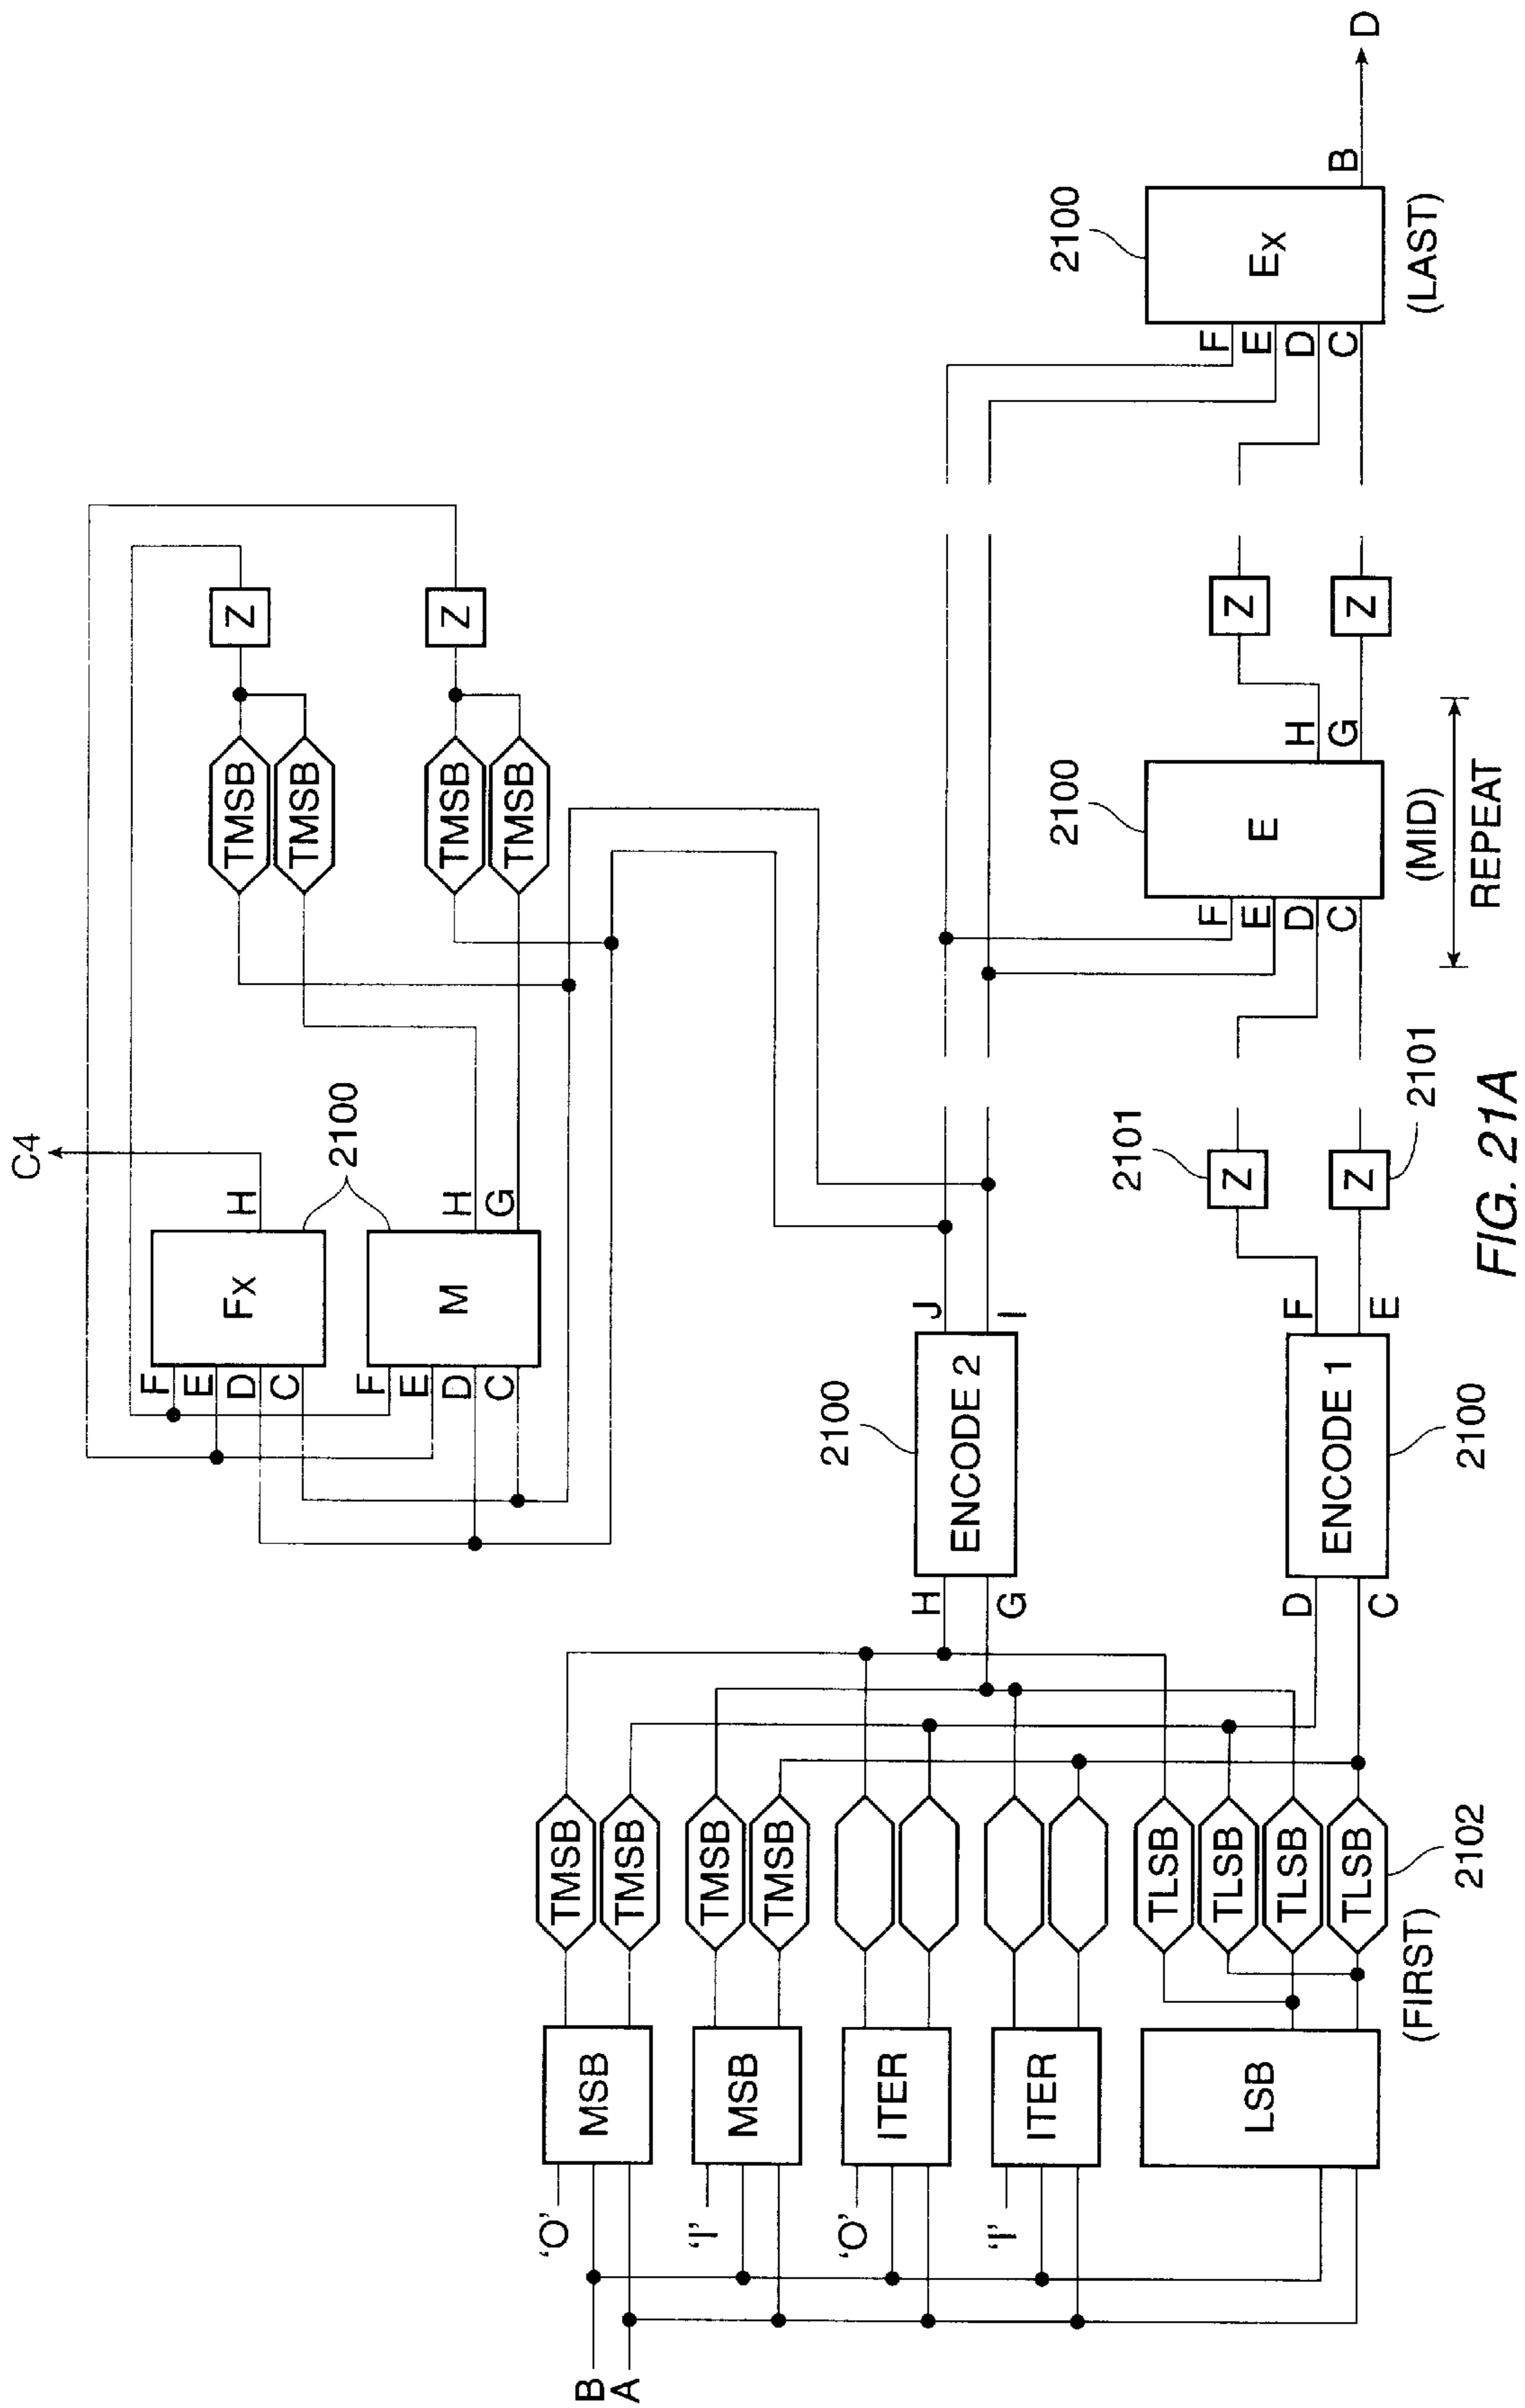 C4
2100
FX
H
F
E
D
C
M
H
G
F
E
D
C
TMSB
TMSB
Z
TMSB
TMSB
Z
B
A
'O'
MSB
TMSB
TMSB
'I'
MSB
TMSB
TMSB
'O'
ITER
'I'
ITER
LSB
TLSB
TLSB
TLSB
TLSB
2102
(FIRST)
2100
H
G
ENCODE 2
J
I
D
C
ENCODE 1
2100
F
E
Z
2101
Z
2101
2100
F
E
D
C
E
H
G
(MID)
REPEAT
Z
Z
2100
F
E
D
C
EX
B
D
(LAST)
FIG. 21A